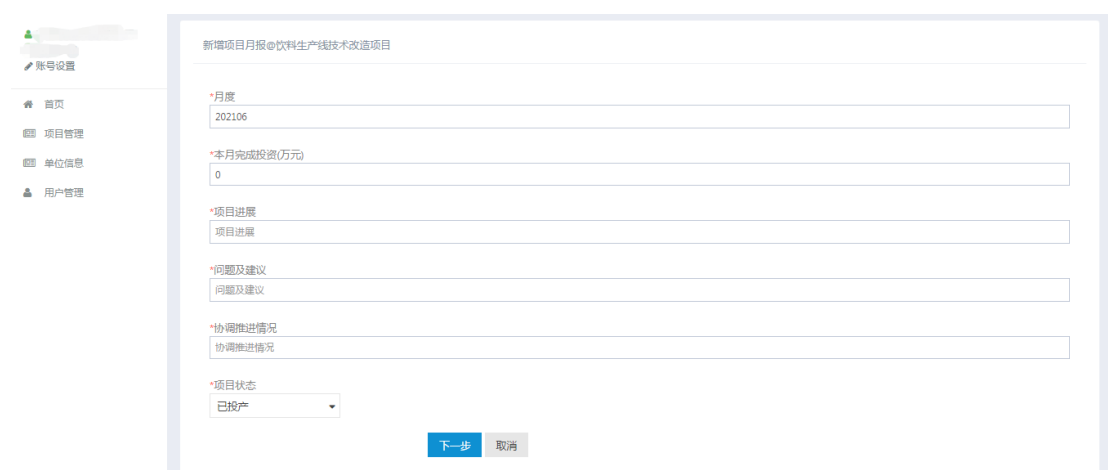 账号设置
首页
项目管理
单位信息
用户管理
新增项目月报@饮料生产线技术改造项目
*月度
202106
*本月完成投资(万元)
0
*项目进展
项目进展
*问题及建议
问题及建议
*协调推进情况
协调推进情况
*项目状态
已投产
下一步 取消